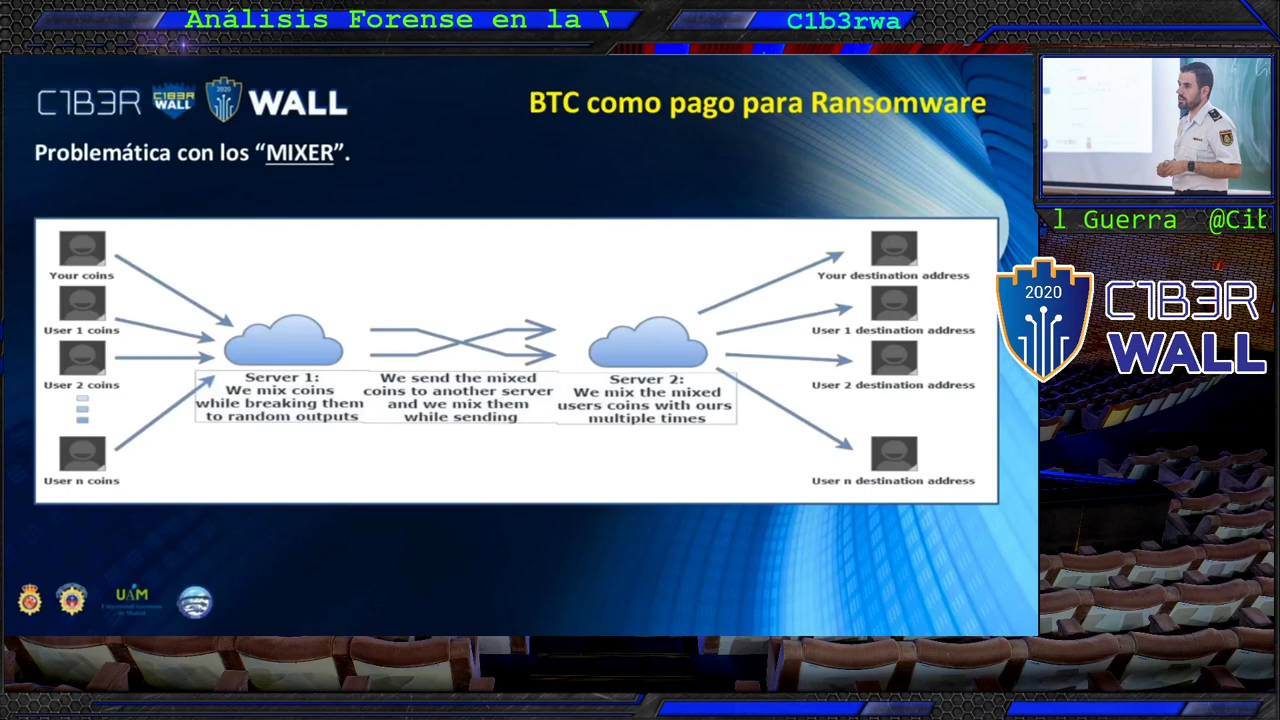 Análisis Forense en la
C1b3rwa
C1B3R
C1B3R
WALL
2020
WALL
BTC como pago para Ransomware
Problemática con los “MIXER”.
Your coins
User 1 coins
User 2 coins
User n coins
Server 1:
We mix coins
while breaking them
to random outputs
We send the mixed
coins to another server
and we mix them
while sending
Server 2:
We mix the mixed
users coins with ours
multiple times
Your destination address
User 1 destination address
User 2 destination address
User n destination address
UAM
l Guerra @Cib
2020
C1B3R
WALL